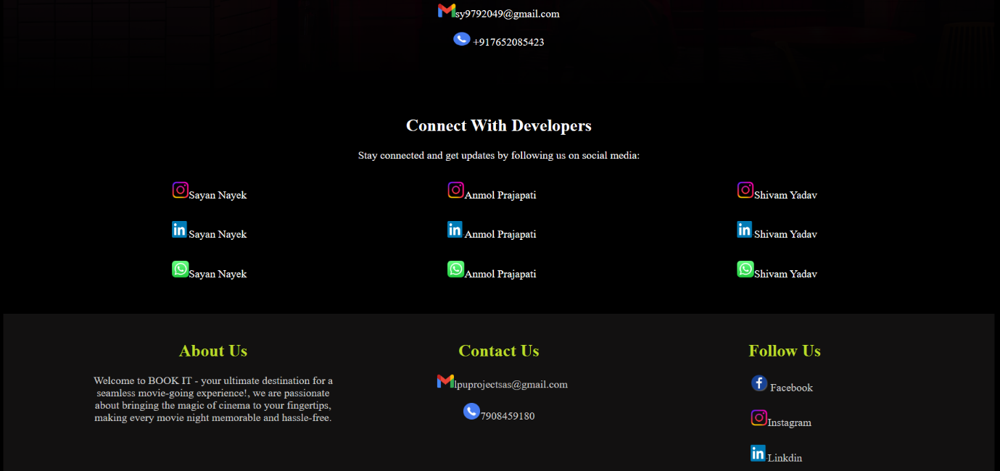 sy9792049@gmail.com
+917652085423
Connect With Developers
Stay connected and get updates by following us on social media:
Sayan Nayek
Anmol Prajapati
Shivam Yadav
in Sayan Nayek
in Anmol Prajapati
in Shivam Yadav
Sayan Nayek
Anmol Prajapati
Shivam Yadav
About Us
Welcome to BOOK IT - your ultimate destination for a
seamless movie-going experience!, we are passionate
about bringing the magic of cinema to your fingertips,
making every movie night memorable and hassle-free.
Contact Us
lpuprojectsas@gmail.com
7908459180
Follow Us
f Facebook
Instagram
in Linkdin